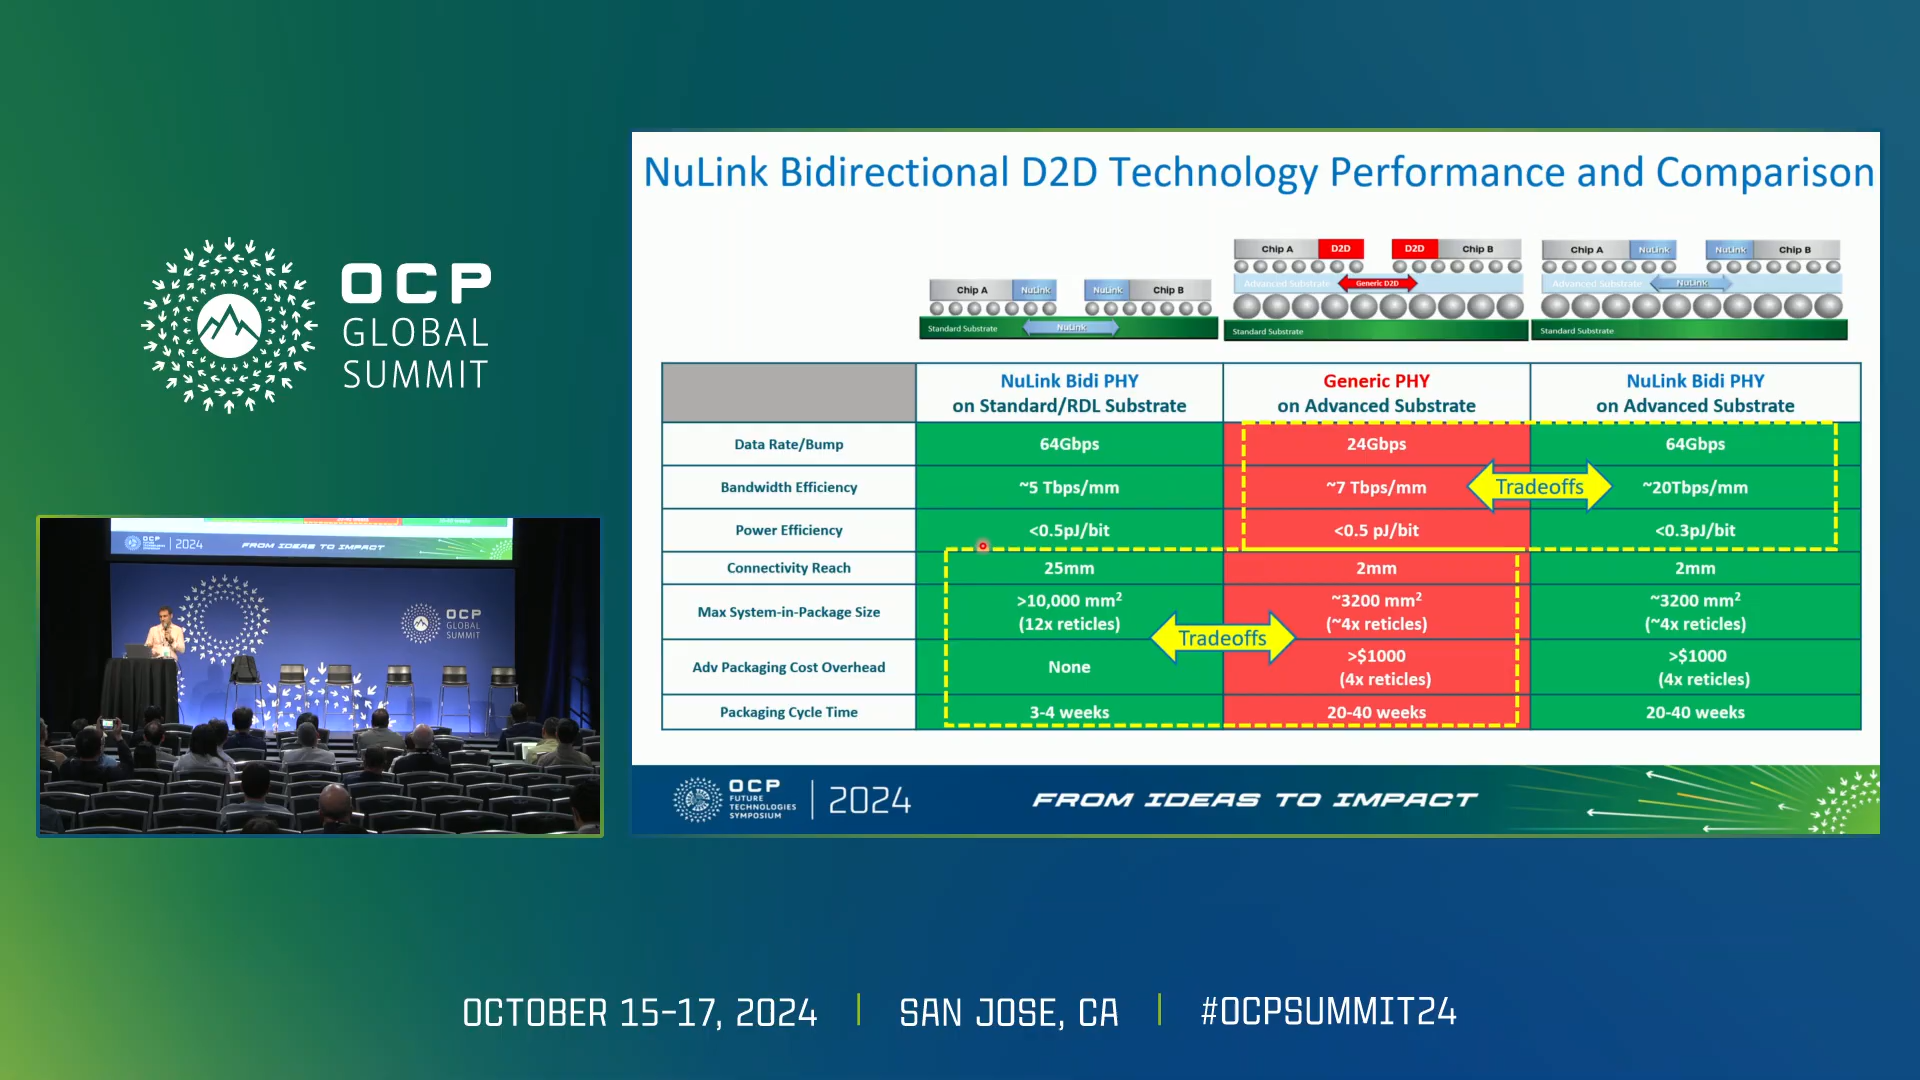 OCP
GLOBAL
SUMMIT
NuLink Bidirectional D2D Technology Performance and Comparison
Chip A NuLink NuLink Chip B
Standard Substrate NuLink
Chip A D2D D2D Chip B
Advanced Substrate Generic D2D
Standard Substrate
Chip A NuLink NuLink Chip B
Advanced Substrate NuLink
Standard Substrate
NuLink Bidi PHY
on Standard/RDL Substrate
Generic PHY
on Advanced Substrate
NuLink Bidi PHY
on Advanced Substrate
Data Rate/Bump 64Gbps 24Gbps 64Gbps
Bandwidth Efficiency ~5 Tbps/mm ~7 Tbps/mm Tradeoffs ~20Tbps/mm
Power Efficiency <0.5pJ/bit <0.5 pJ/bit <0.3pJ/bit
Connectivity Reach 25mm 2mm 2mm
Max System-in-Package Size
>10,000 mm²
(12x reticles)
~3200 mm²
(~4x reticles)
~3200 mm²
(~4x reticles)
Tradeoffs
Adv Packaging Cost Overhead
None
>$1000
(4x reticles)
>$1000
(4x reticles)
Packaging Cycle Time 3-4 weeks 20-40 weeks 20-40 weeks
OCP
FUTURE
TECHNOLOGIES
SYMPOSIUM
2024
FROM IDEAS TO IMPACT
2024
FROM IDEAS TO IMPACT
OCP
GLOBAL
SUMMIT
OCTOBER 15-17, 2024 | SAN JOSE, CA | #OCPSUMMIT24